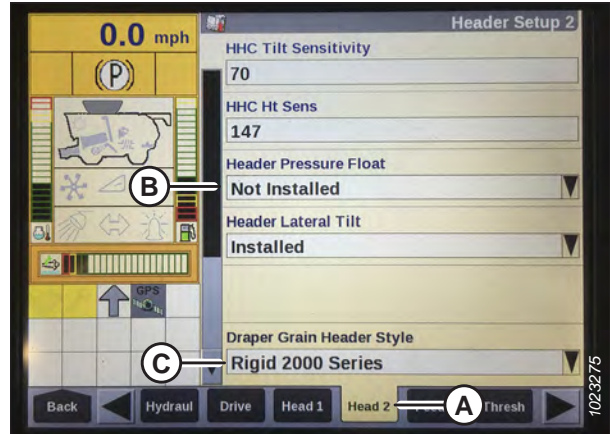 0.0 mph
Header Setup 2
(P)
HHC Tilt Sensitivity
70
HHC Ht Sens
147
Header Pressure Float
B
Not Installed
Header Lateral Tilt
Installed
GPS
Draper Grain Header Style
C
Rigid 2000 Series
Back
Hydraul
Drive
Head 1
Head 2
A
Thresh
1023275